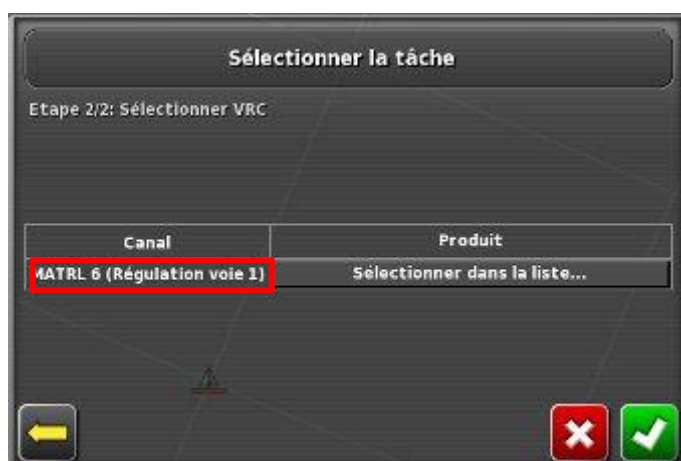 Sélectionner la tâche
Etape 2/2: Sélectionner VRC
Canal Produit
MATRL 6 (Régulation voie 1) Sélectionner dans la liste...